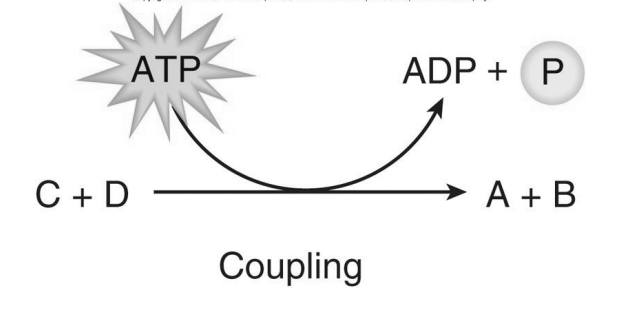 ATP ADP + P
C + D A + B
Coupling